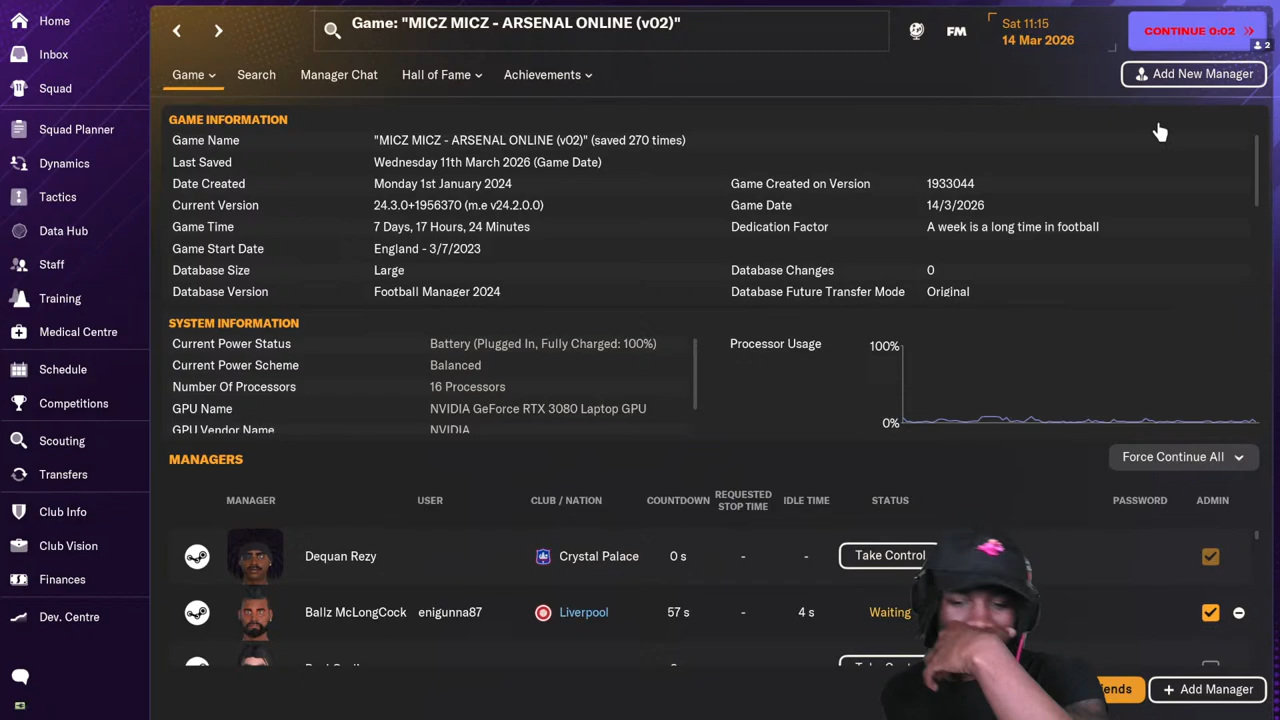 Home
Game: "MICZ MICZ - ARSENAL ONLINE (v02)"
FM
Sat 11:15
14 Mar 2026
CONTINUE 0:02
2
Inbox
Squad
Squad Planner
Dynamics
Tactics
Data Hub
Staff
Training
Medical Centre
Schedule
Competitions
Scouting
Transfers
Club Info
Club Vision
Finances
Dev. Centre
Game
Search
Manager Chat
Hall of Fame
Achievements
Add New Manager
GAME INFORMATION
Game Name "MICZ MICZ - ARSENAL ONLINE (v02)" (saved 270 times)
Last Saved Wednesday 11th March 2026 (Game Date)
Date Created Monday 1st January 2024 Game Created on Version 1933044
Current Version 24.3.0+1956370 (m.e v24.2.0.0) Game Date 14/3/2026
Game Time 7 Days, 17 Hours, 24 Minutes Dedication Factor A week is a long time in football
Game Start Date England - 3/7/2023
Database Size Large Database Changes 0
Database Version Football Manager 2024 Database Future Transfer Mode Original
SYSTEM INFORMATION
Current Power Status Battery (Plugged In, Fully Charged: 100%) Processor Usage 100%
Current Power Scheme Balanced
Number Of Processors 16 Processors
GPU Name NVIDIA GeForce RTX 3080 Laptop GPU
GPU Vendor Name NVIDIA 0%
MANAGERS
Force Continue All
MANAGER USER CLUB / NATION COUNTDOWN REQUESTED STOP TIME IDLE TIME STATUS PASSWORD ADMIN
Dequan Rezy Crystal Palace 0 s - - Take Control
Ballz McLongCock enigunna87 Liverpool 57 s - 4 s Waiting
Add Manager